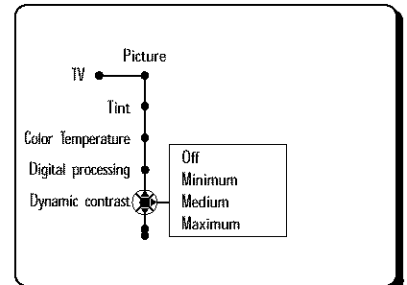 Picture
TV
Tint
Color Temperature
Digital processing
Dynamic contrast
Off
Minimum
Medium
Maximum